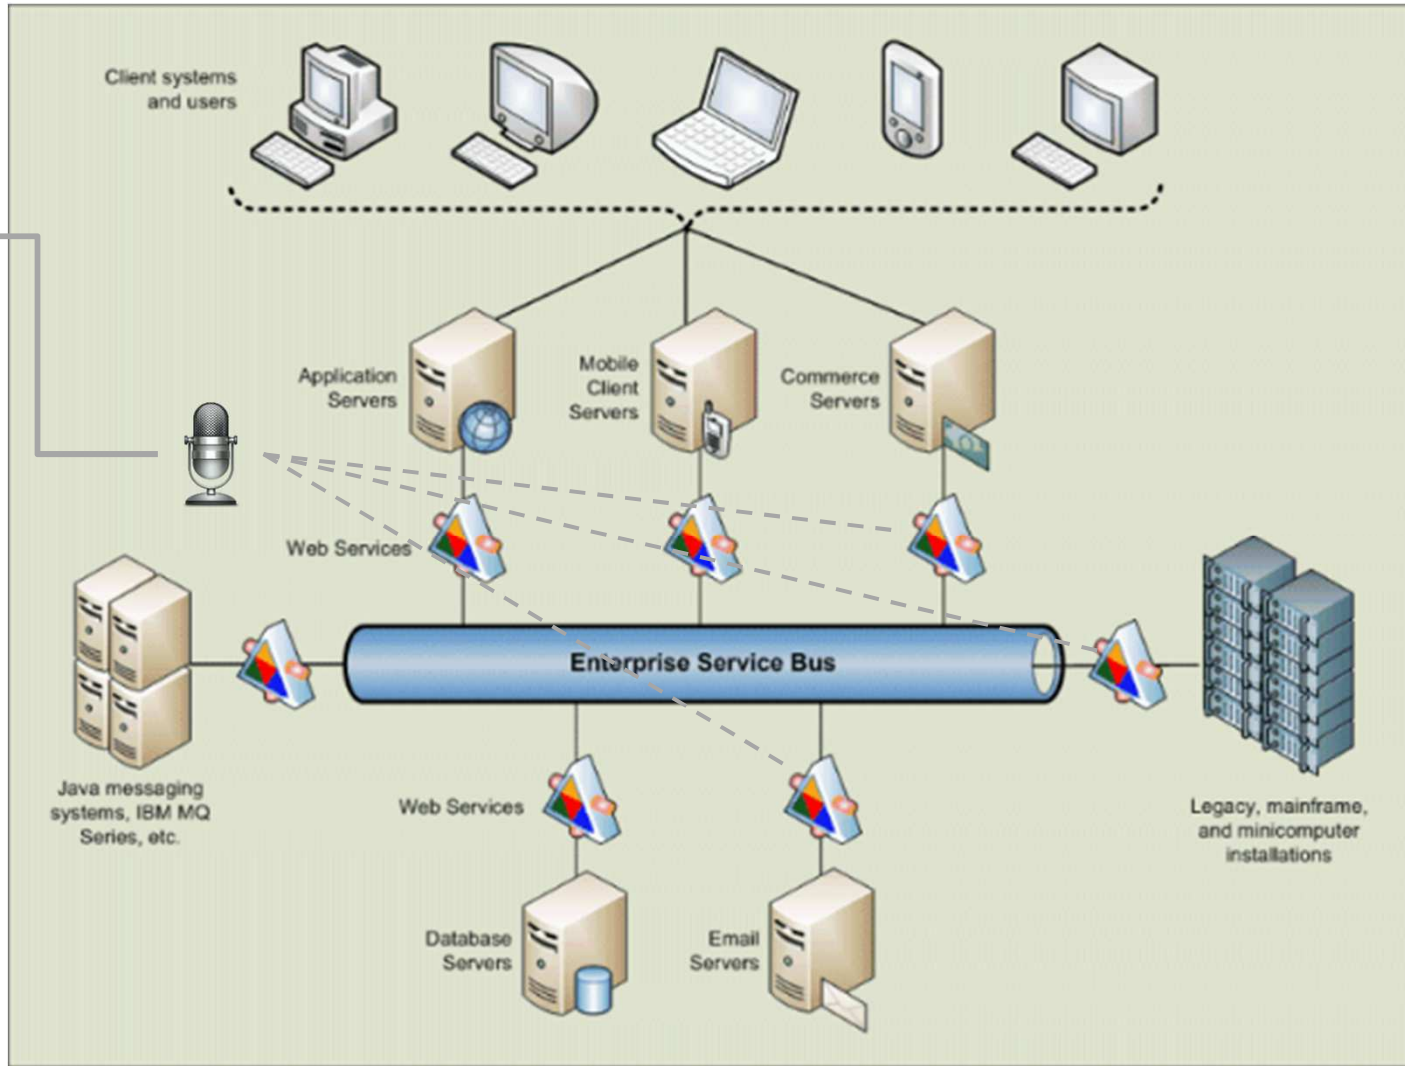 Client systems
and users
Application
Servers
Mobile
Client
Servers
Commerce
Servers
Web Services
Enterprise Service Bus
Java messaging
systems, IBM MQ
Series, etc.
Web Services
Legacy, mainframe,
and minicomputer
installations
Database
Servers
Email
Servers